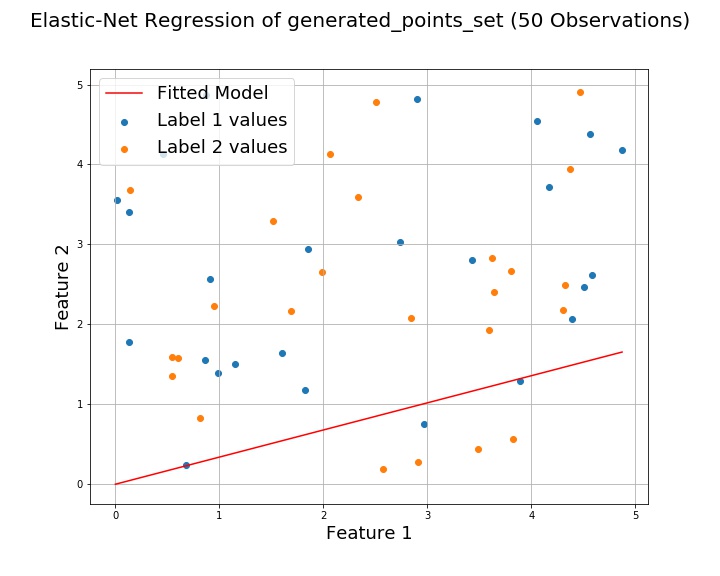 Elastic-Net Regression of generated_points_set (50 Observations)
Fitted Model
Label 1 values
Label 2 values
5
4
3
2
1
0
Feature 2
0 1 2 3 4 5
Feature 1